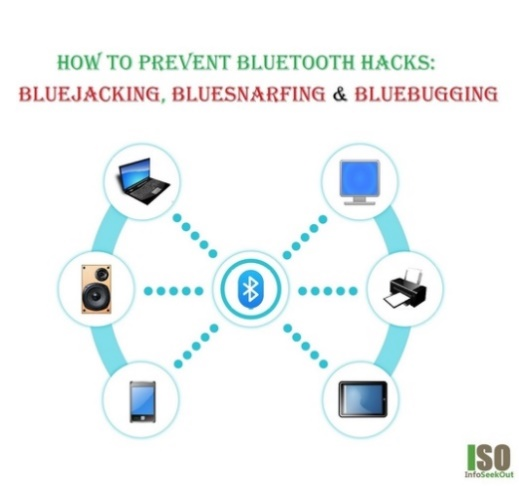 HOW TO PREVENT BLUETOOTH HACKS:
BLUEJACKING, BLUESNARFING & BLUEBUGGING
ISO
InfoSeekOut